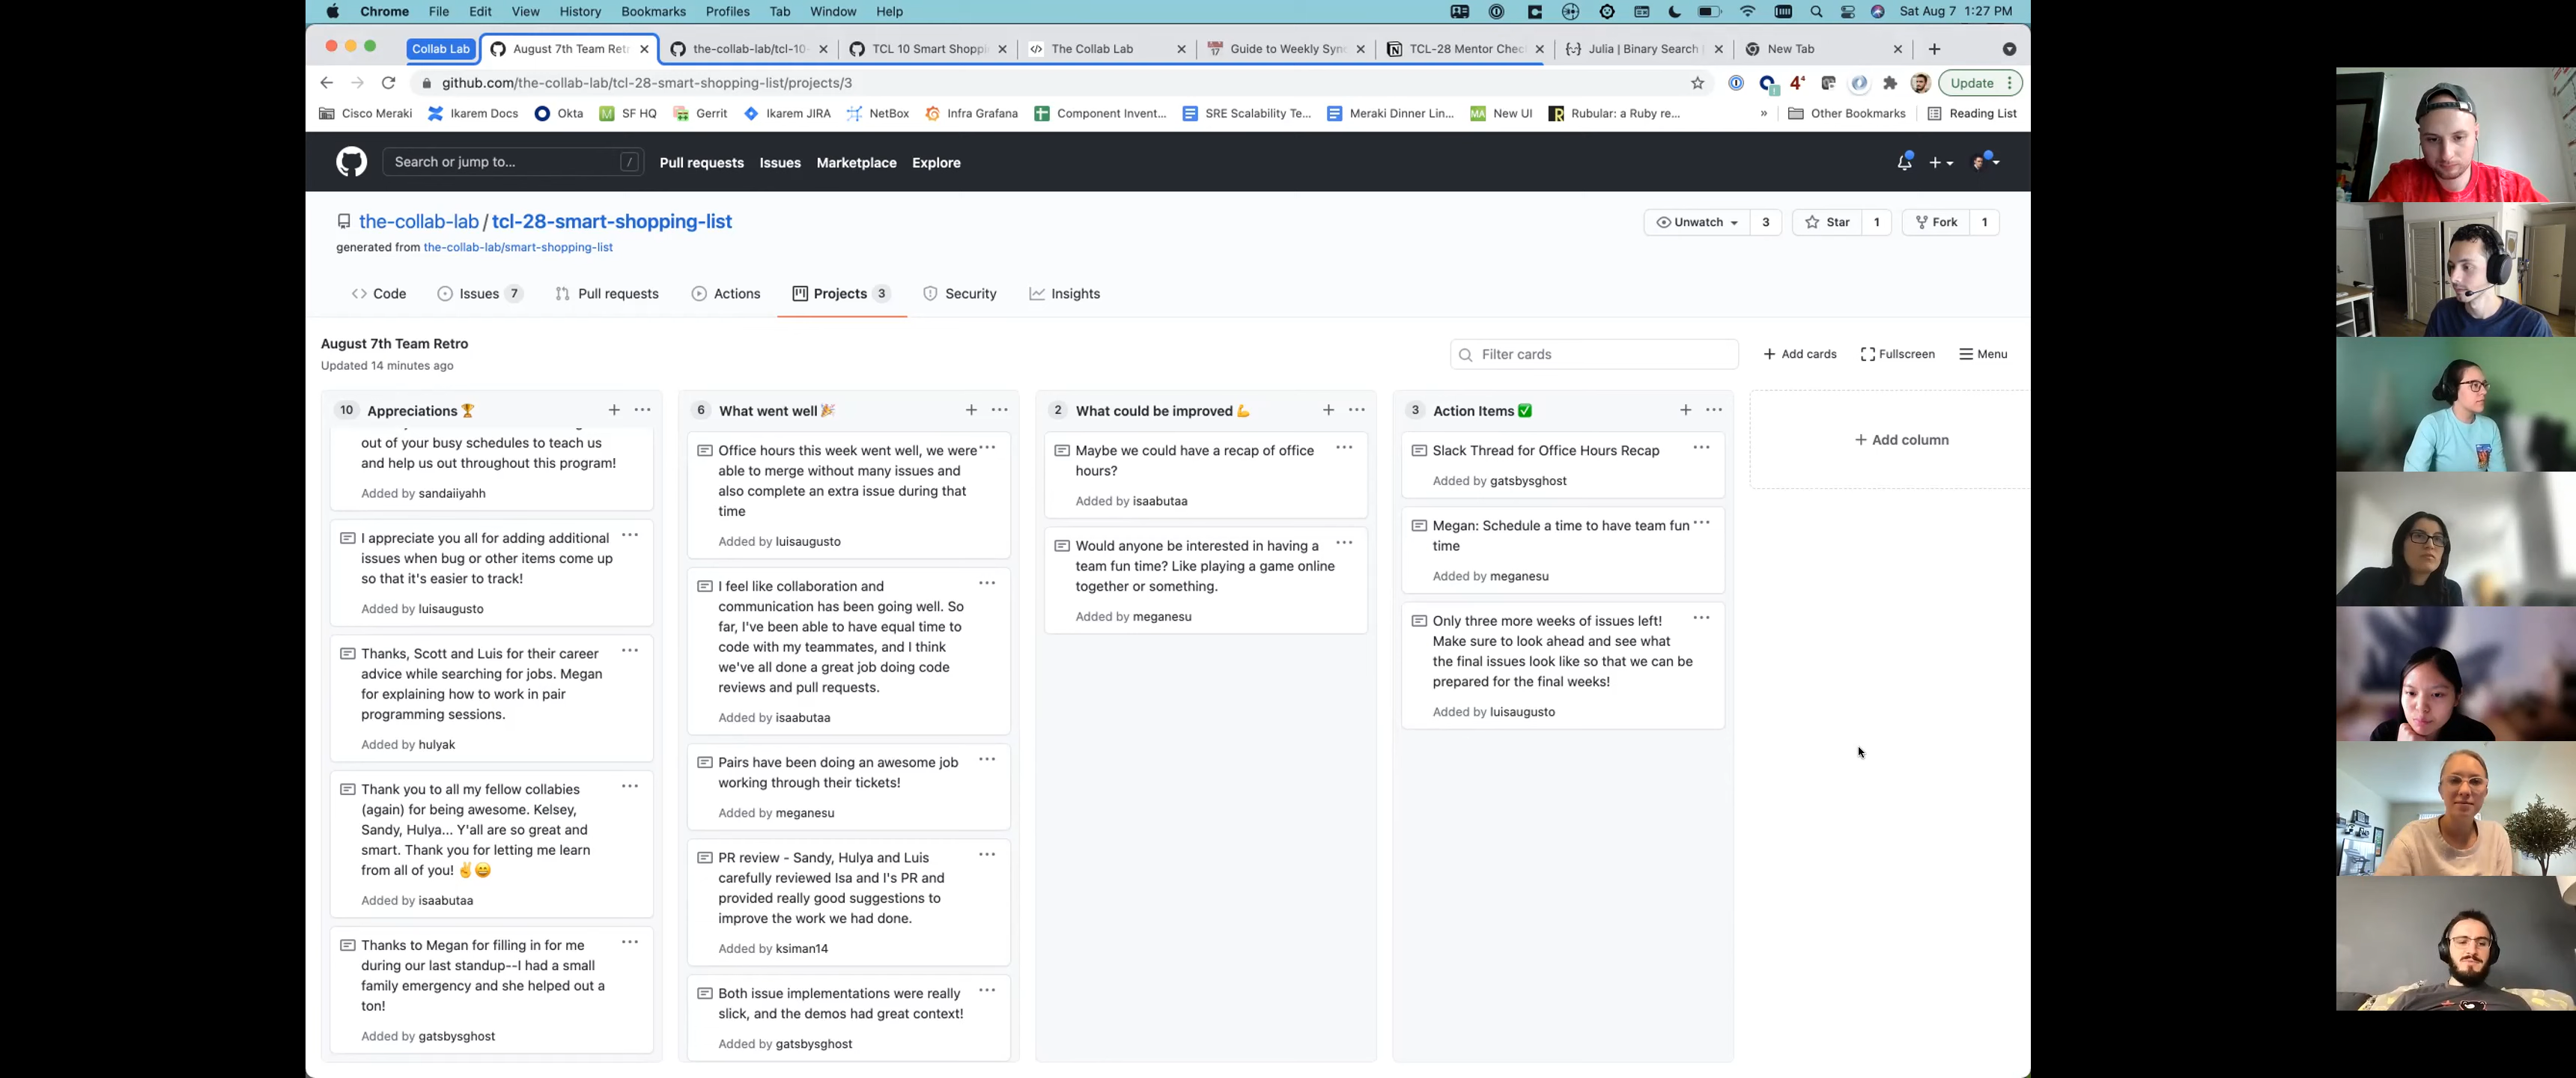 Chrome File Edit View History Bookmarks Profiles Tab Window Help Sat Aug 7 1:27 PM
Collab Lab August 7th Team Retr the-collab-lab/tcl-10- TCL 10 Smart Shoppi The Collab Lab Guide to Weekly Sync TCL-28 Mentor Chec Julia | Binary Search New Tab
github.com/the-collab-lab/tcl-28-smart-shopping-list/projects/3 Update
Cisco Meraki Ikarem Docs Okta SF HQ Gerrit Ikarem JIRA NetBox Infra Grafana Component Invent... SRE Scalability Te... Meraki Dinner Lin... New UI Rubular: a Ruby re... » Other Bookmarks Reading List
Search or jump to... / Pull requests Issues Marketplace Explore
the-collab-lab / tcl-28-smart-shopping-list Unwatch 3 Star 1 Fork 1
generated from the-collab-lab/smart-shopping-list
Code Issues 7 Pull requests Actions Projects 3 Security Insights
August 7th Team Retro
Updated 14 minutes ago
Filter cards + Add cards Fullscreen Menu
10 Appreciations 🏆
out of your busy schedules to teach us
and help us out throughout this program!
Added by sandaiiyahh
I appreciate you all for adding additional
issues when bug or other items come up
so that it's easier to track!
Added by luisaugusto
Thanks, Scott and Luis for their career
advice while searching for jobs. Megan
for explaining how to work in pair
programming sessions.
Added by hulyak
Thank you to all my fellow collabies
(again) for being awesome. Kelsey,
Sandy, Hulya... Y'all are so great and
smart. Thank you for letting me learn
from all of you! ✌️😄
Added by isaabutaa
Thanks to Megan for filling in for me
during our last standup--I had a small
family emergency and she helped out a
ton!
Added by gatsbysghost
6 What went well 🎉
Office hours this week went well, we were
able to merge without many issues and
also complete an extra issue during that
time
Added by luisaugusto
I feel like collaboration and
communication has been going well. So
far, I've been able to have equal time to
code with my teammates, and I think
we've all done a great job doing code
reviews and pull requests.
Added by isaabutaa
Pairs have been doing an awesome job
working through their tickets!
Added by meganesu
PR review - Sandy, Hulya and Luis
carefully reviewed Isa and I's PR and
provided really good suggestions to
improve the work we had done.
Added by ksiman14
Both issue implementations were really
slick, and the demos had great context!
Added by gatsbysghost
2 What could be improved 💪
Maybe we could have a recap of office
hours?
Added by isaabutaa
Would anyone be interested in having a
team fun time? Like playing a game online
together or something.
Added by meganesu
3 Action Items ✅
Slack Thread for Office Hours Recap
Added by gatsbysghost
Megan: Schedule a time to have team fun
time
Added by meganesu
Only three more weeks of issues left!
Make sure to look ahead and see what
the final issues look like so that we can be
prepared for the final weeks!
Added by luisaugusto
+ Add column